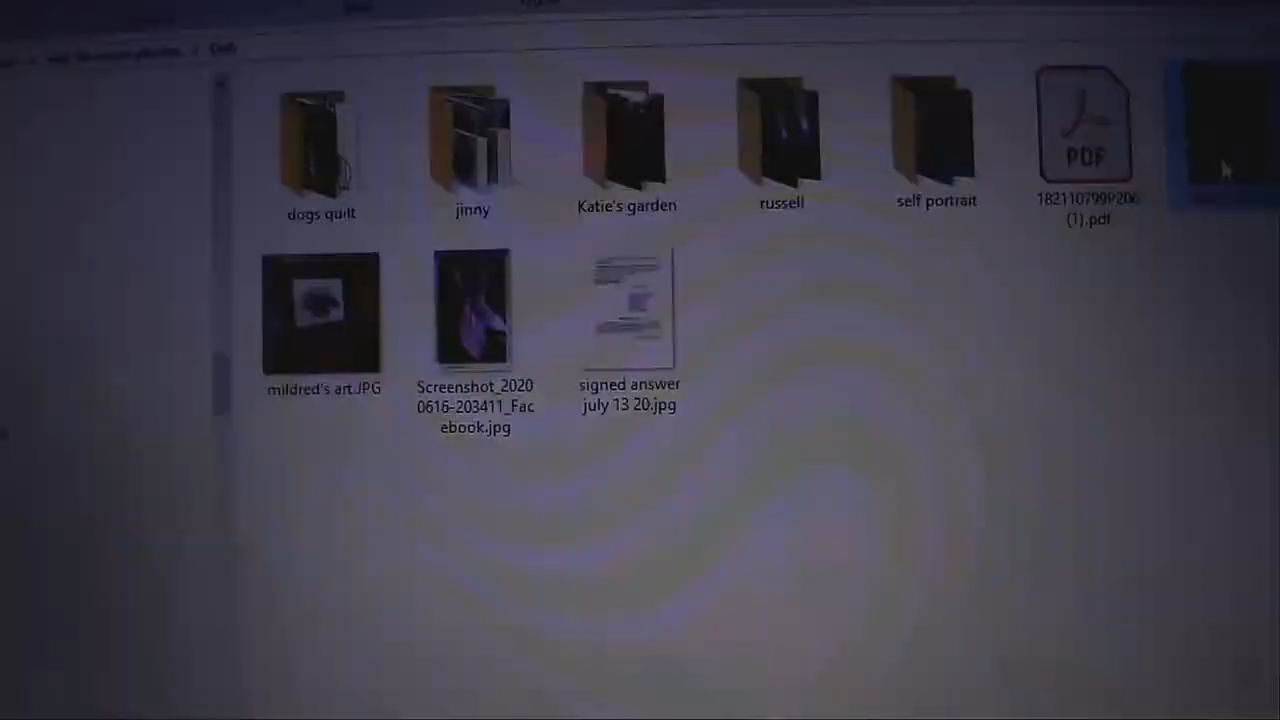 dogs quilt
jinny
Katie's garden
russell
self portrait
PDF
(1).pdf
mildred's art.JPG
Screenshot_2020
0616-203411_Fac
ebook.jpg
signed answer
july 13 20.jpg